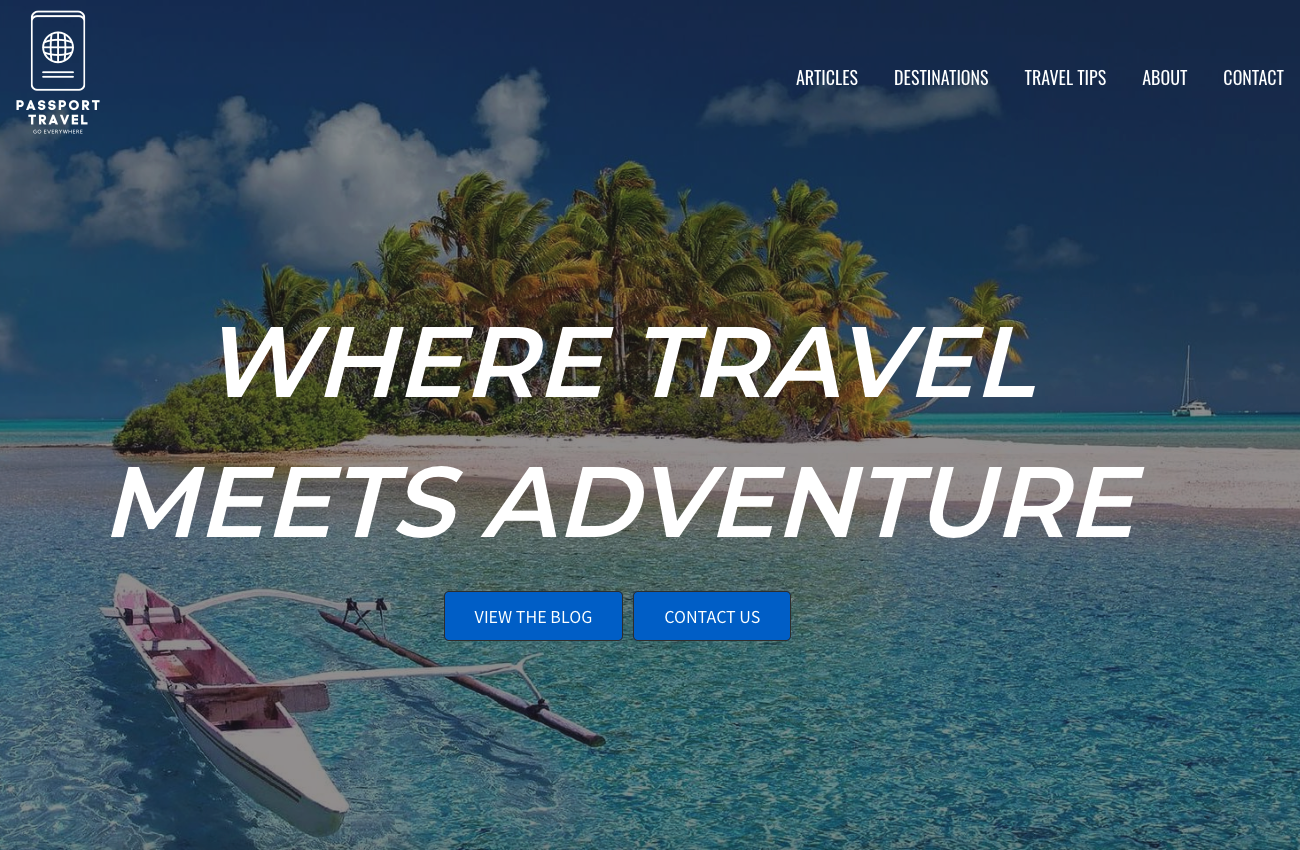 PASSPORT
TRAVEL
GO EVERYWHERE
ARTICLES DESTINATIONS TRAVEL TIPS ABOUT CONTACT
WHERE TRAVEL
MEETS ADVENTURE
VIEW THE BLOG CONTACT US